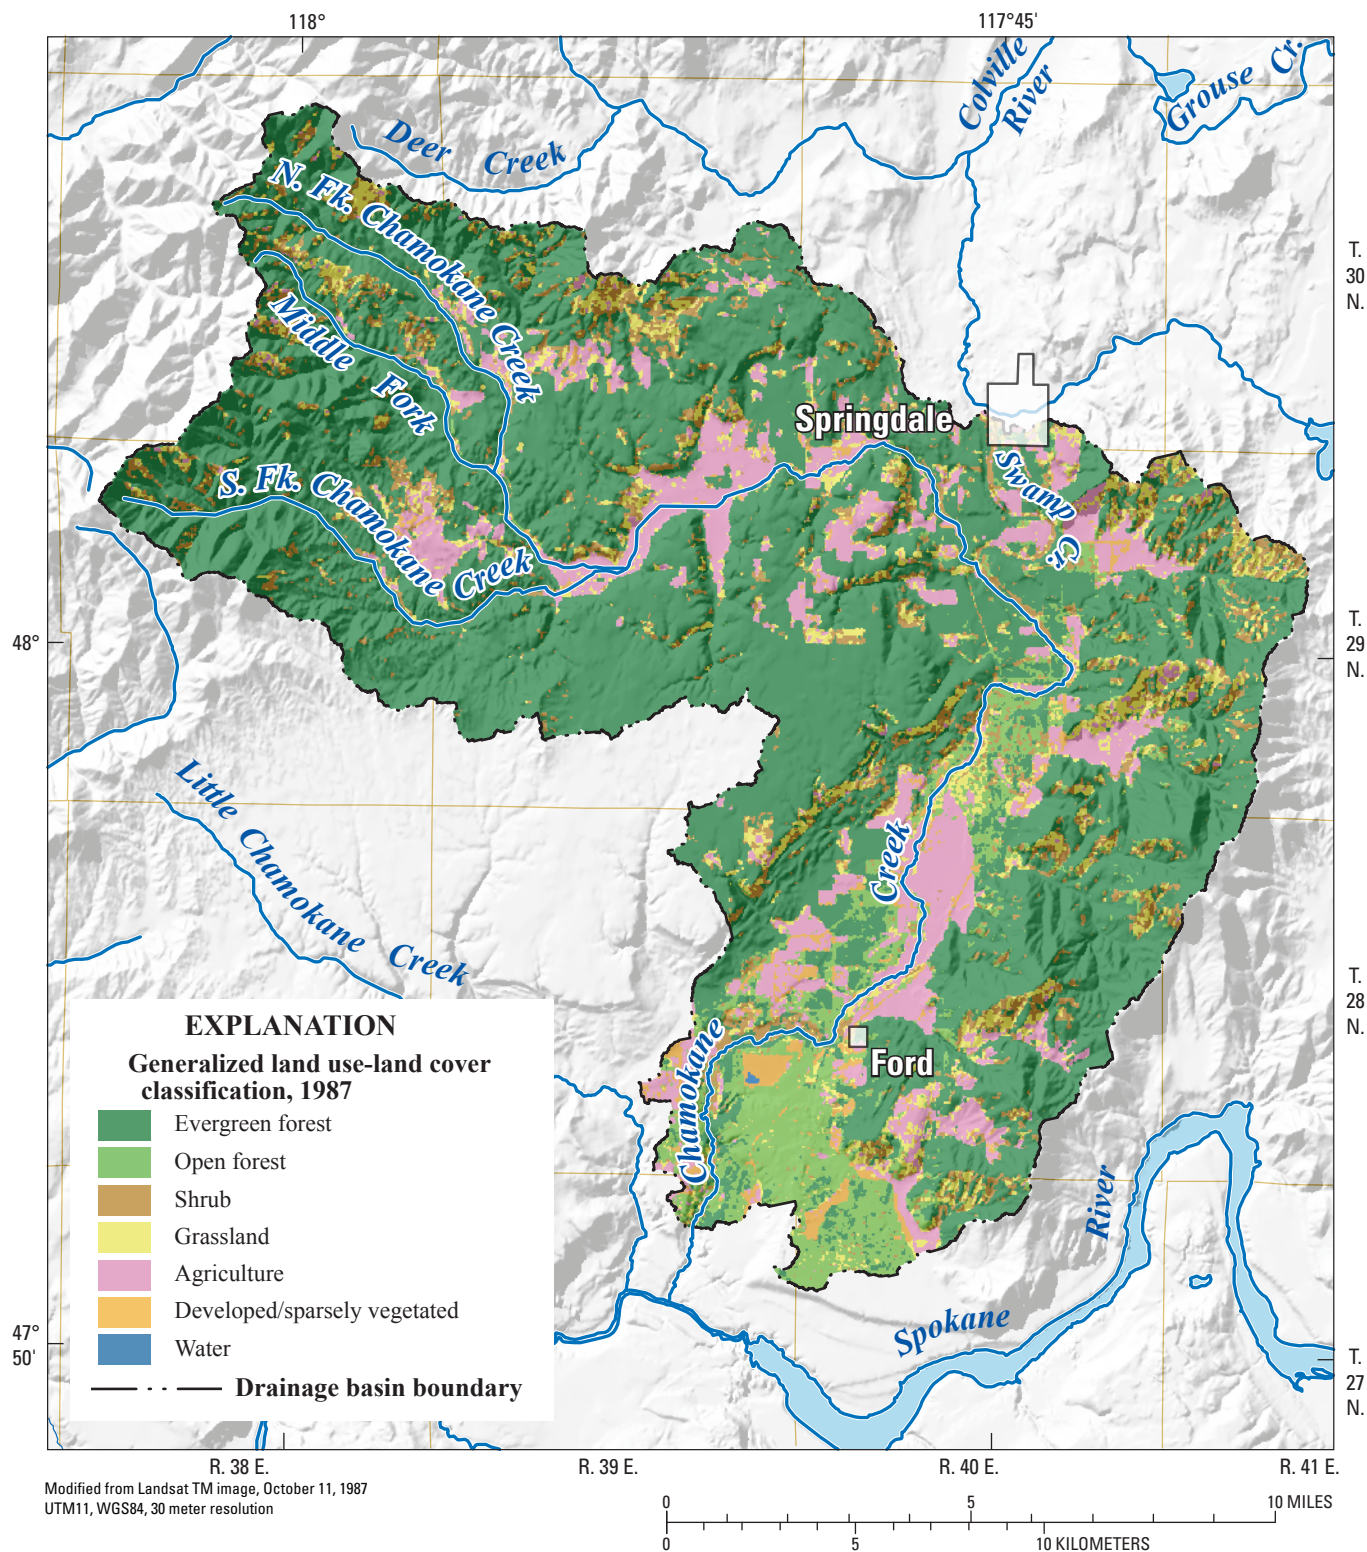 118°
117°45'
Colville
River
Grouse Cr.
Deer Creek
N. Fk. Chamokane Creek
T.
30
N.
Middle Fork
Springdale
Swamp Cr.
S. Fk. Chamokane Creek
48°
T.
29
N.
Little Chamokane Creek
Creek
T.
28
N.
Chamokane
Ford
EXPLANATION
Generalized land use-land cover
classification, 1987
Evergreen forest
Open forest
Shrub
Grassland
Agriculture
Developed/sparsely vegetated
Water
Drainage basin boundary
River
Spokane
47°
50'
T.
27
N.
R. 38 E.
R. 39 E.
R. 40 E.
R. 41 E.
Modified from Landsat TM image, October 11, 1987
UTM11, WGS84, 30 meter resolution
0 5 10 MILES
0 5 10 KILOMETERS